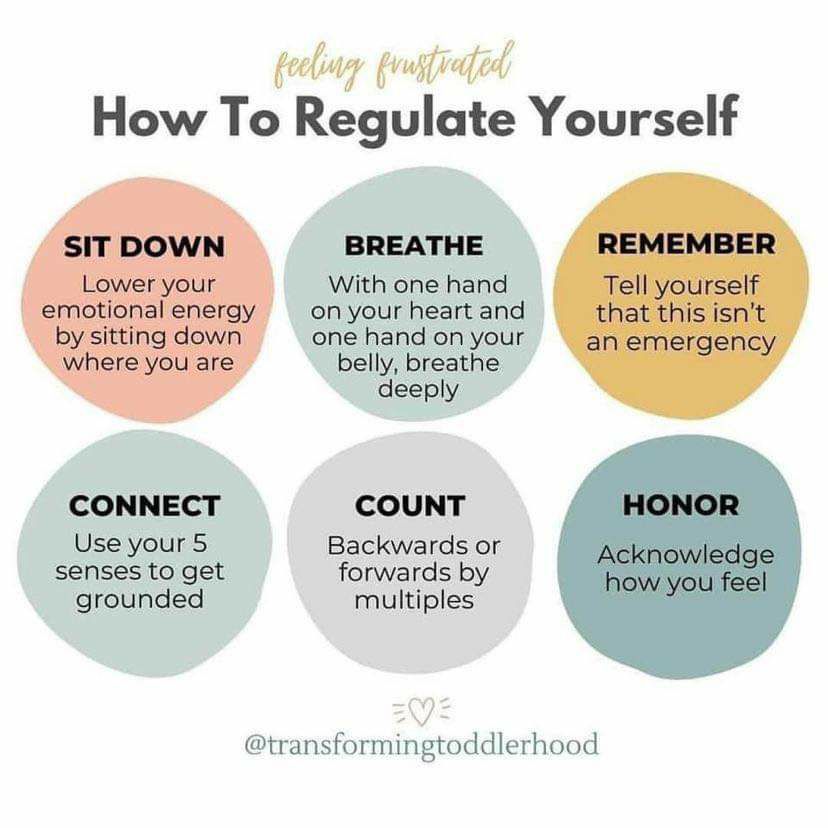 feeling frustrated
How To Regulate Yourself
SIT DOWN
Lower your
emotional energy
by sitting down
where you are
BREATHE
With one hand
on your heart and
one hand on your
belly, breathe
deeply
REMEMBER
Tell yourself
that this isn't
an emergency
CONNECT
Use your 5
senses to get
grounded
COUNT
Backwards or
forwards by
multiples
HONOR
Acknowledge
how you feel
@transformingtoddlerhood